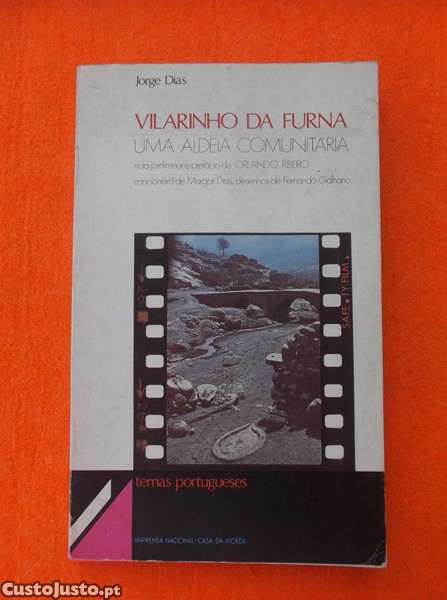 Jorge Dias
VILARINHO DA FURNA
UMA ALDEIA COMUNITÁRIA
nota preliminar e prefácio de ORLANDO RIBEIRO
cancioneiro de Margot Dias, desenhos de Fernando Galhano
SAFETY FILM
temas portugueses
IMPRENSA NACIONAL - CASA DA MOEDA
CustoJusto.pt